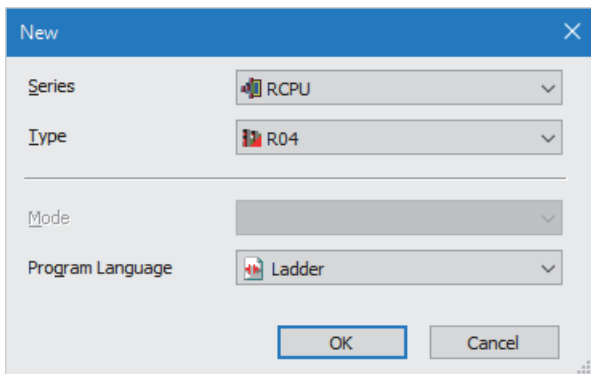 New
Series RCPU
Type R04
Mode
Program Language Ladder
OK Cancel